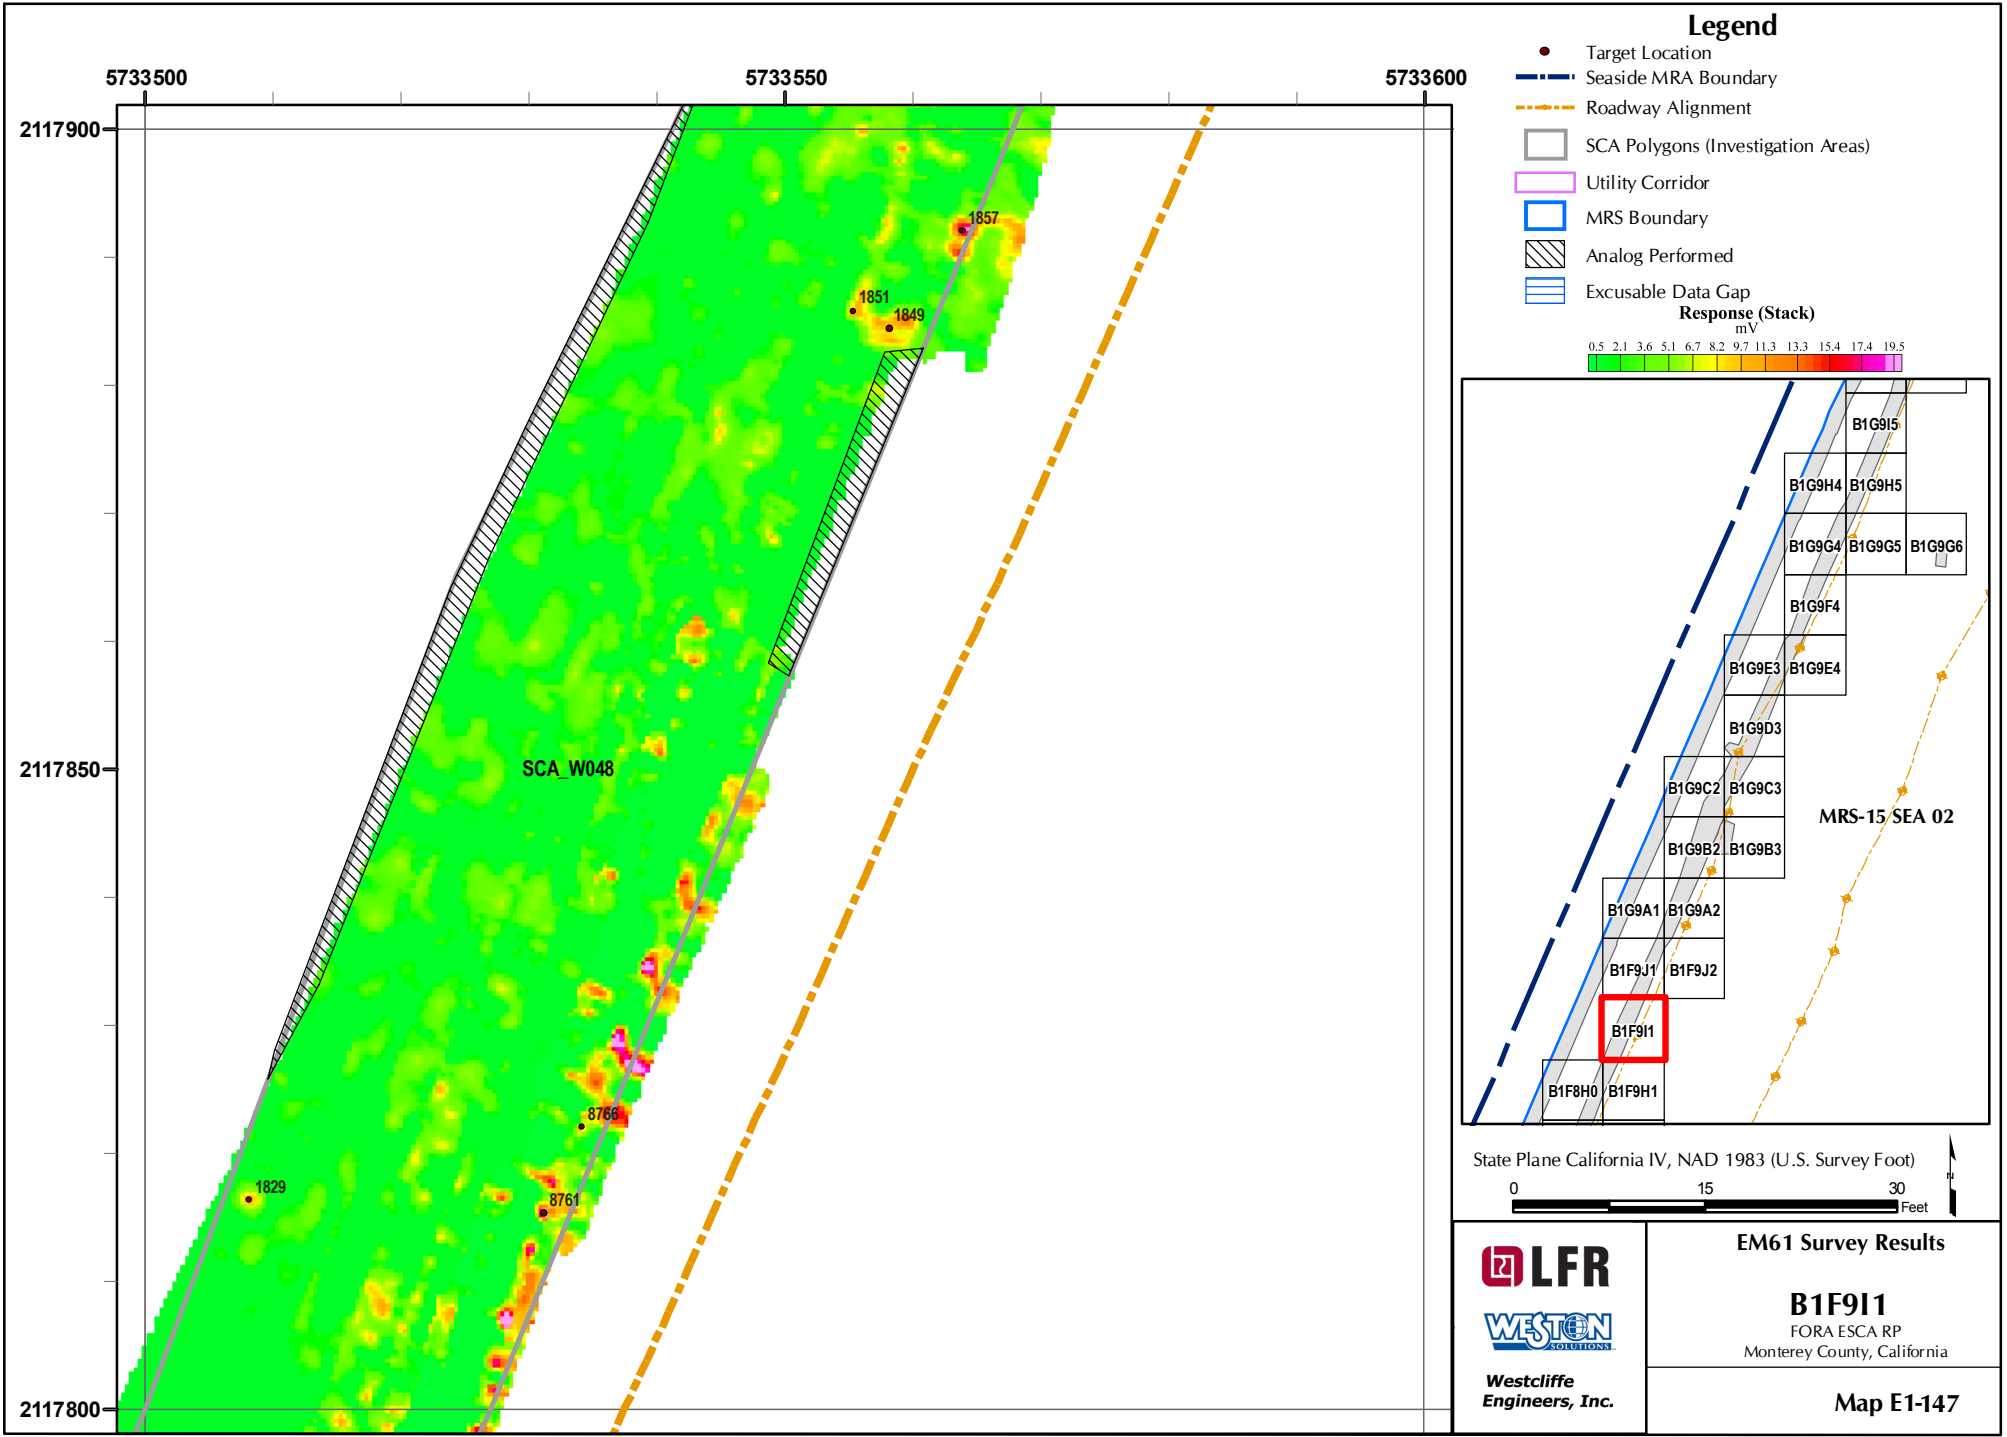 5733500
5733550
5733600
2117900
2117850
2117800
1857
1851
1849
SCA_W048
8766
8761
1829
Legend
Target Location
Seaside MRA Boundary
Roadway Alignment
SCA Polygons (Investigation Areas)
Utility Corridor
MRS Boundary
Analog Performed
Excusable Data Gap
Response (Stack)
mV
0.5 2.1 3.6 5.1 6.7 8.2 9.7 11.3 13.3 15.4 17.4 19.5
B1G9I5
B1G9H4 B1G9H5
B1G9G4 B1G9G5 B1G9G6
B1G9F4
B1G9E3 B1G9E4
B1G9D3
B1G9C2 B1G9C3
MRS-15 SEA 02
B1G9B2 B1G9B3
B1G9A1 B1G9A2
B1F9J1 B1F9J2
B1F9I1
B1F8H0 B1F9H1
State Plane California IV, NAD 1983 (U.S. Survey Foot)
0 15 30
Feet
N
LFR
WESTON
SOLUTIONS
Westcliffe
Engineers, Inc.
EM61 Survey Results
B1F9I1
FORA ESCA RP
Monterey County, California
Map E1-147